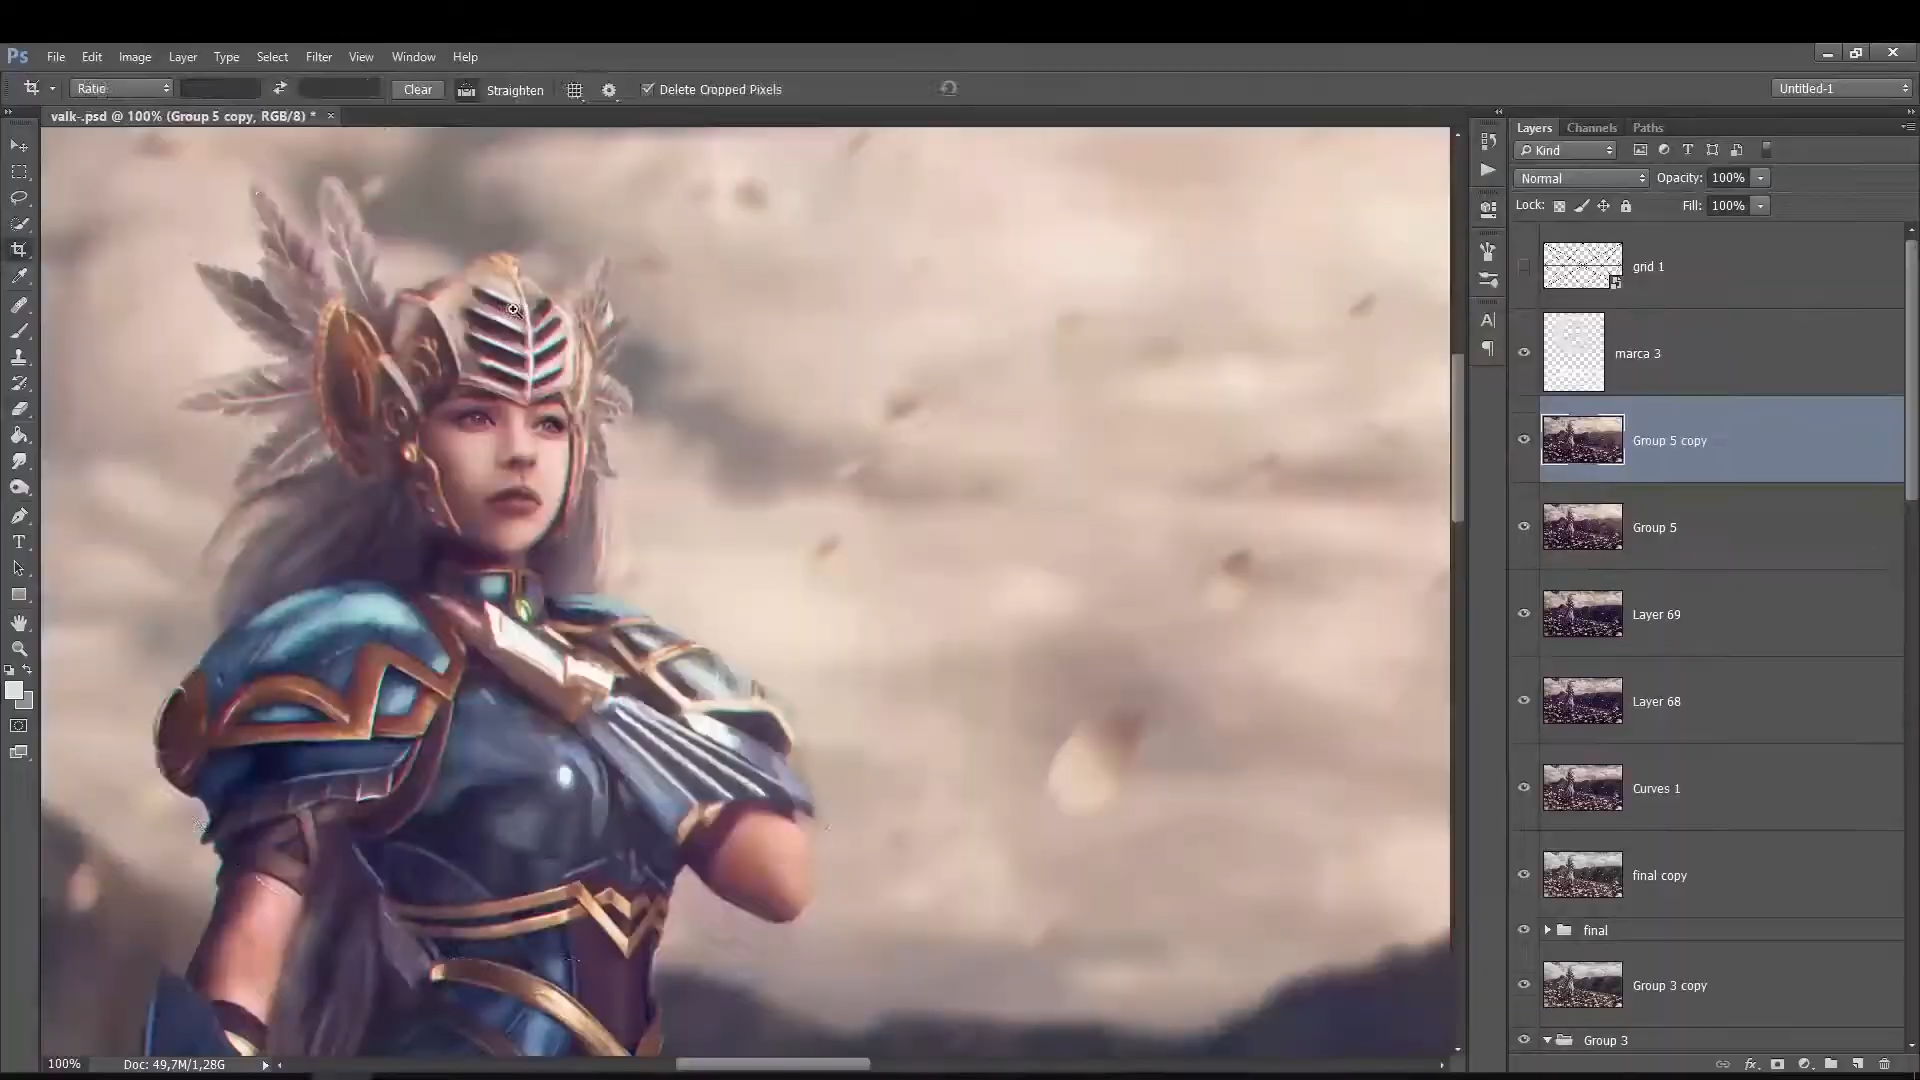 Ps File Edit Image Layer Type Select Filter View Window Help
Ratio Clear Straighten Delete Cropped Pixels Untitled-1
valk-.psd @ 100% (Group 5 copy, RGB/8) * ×
Layers Channels Paths
Kind
Normal Opacity: 100%
Lock: Fill: 100%
grid 1
marca 3
Group 5 copy
Group 5
Layer 69
Layer 68
Curves 1
final copy
final
Group 3 copy
Group 3
100% Doc: 49,7M/1,28G